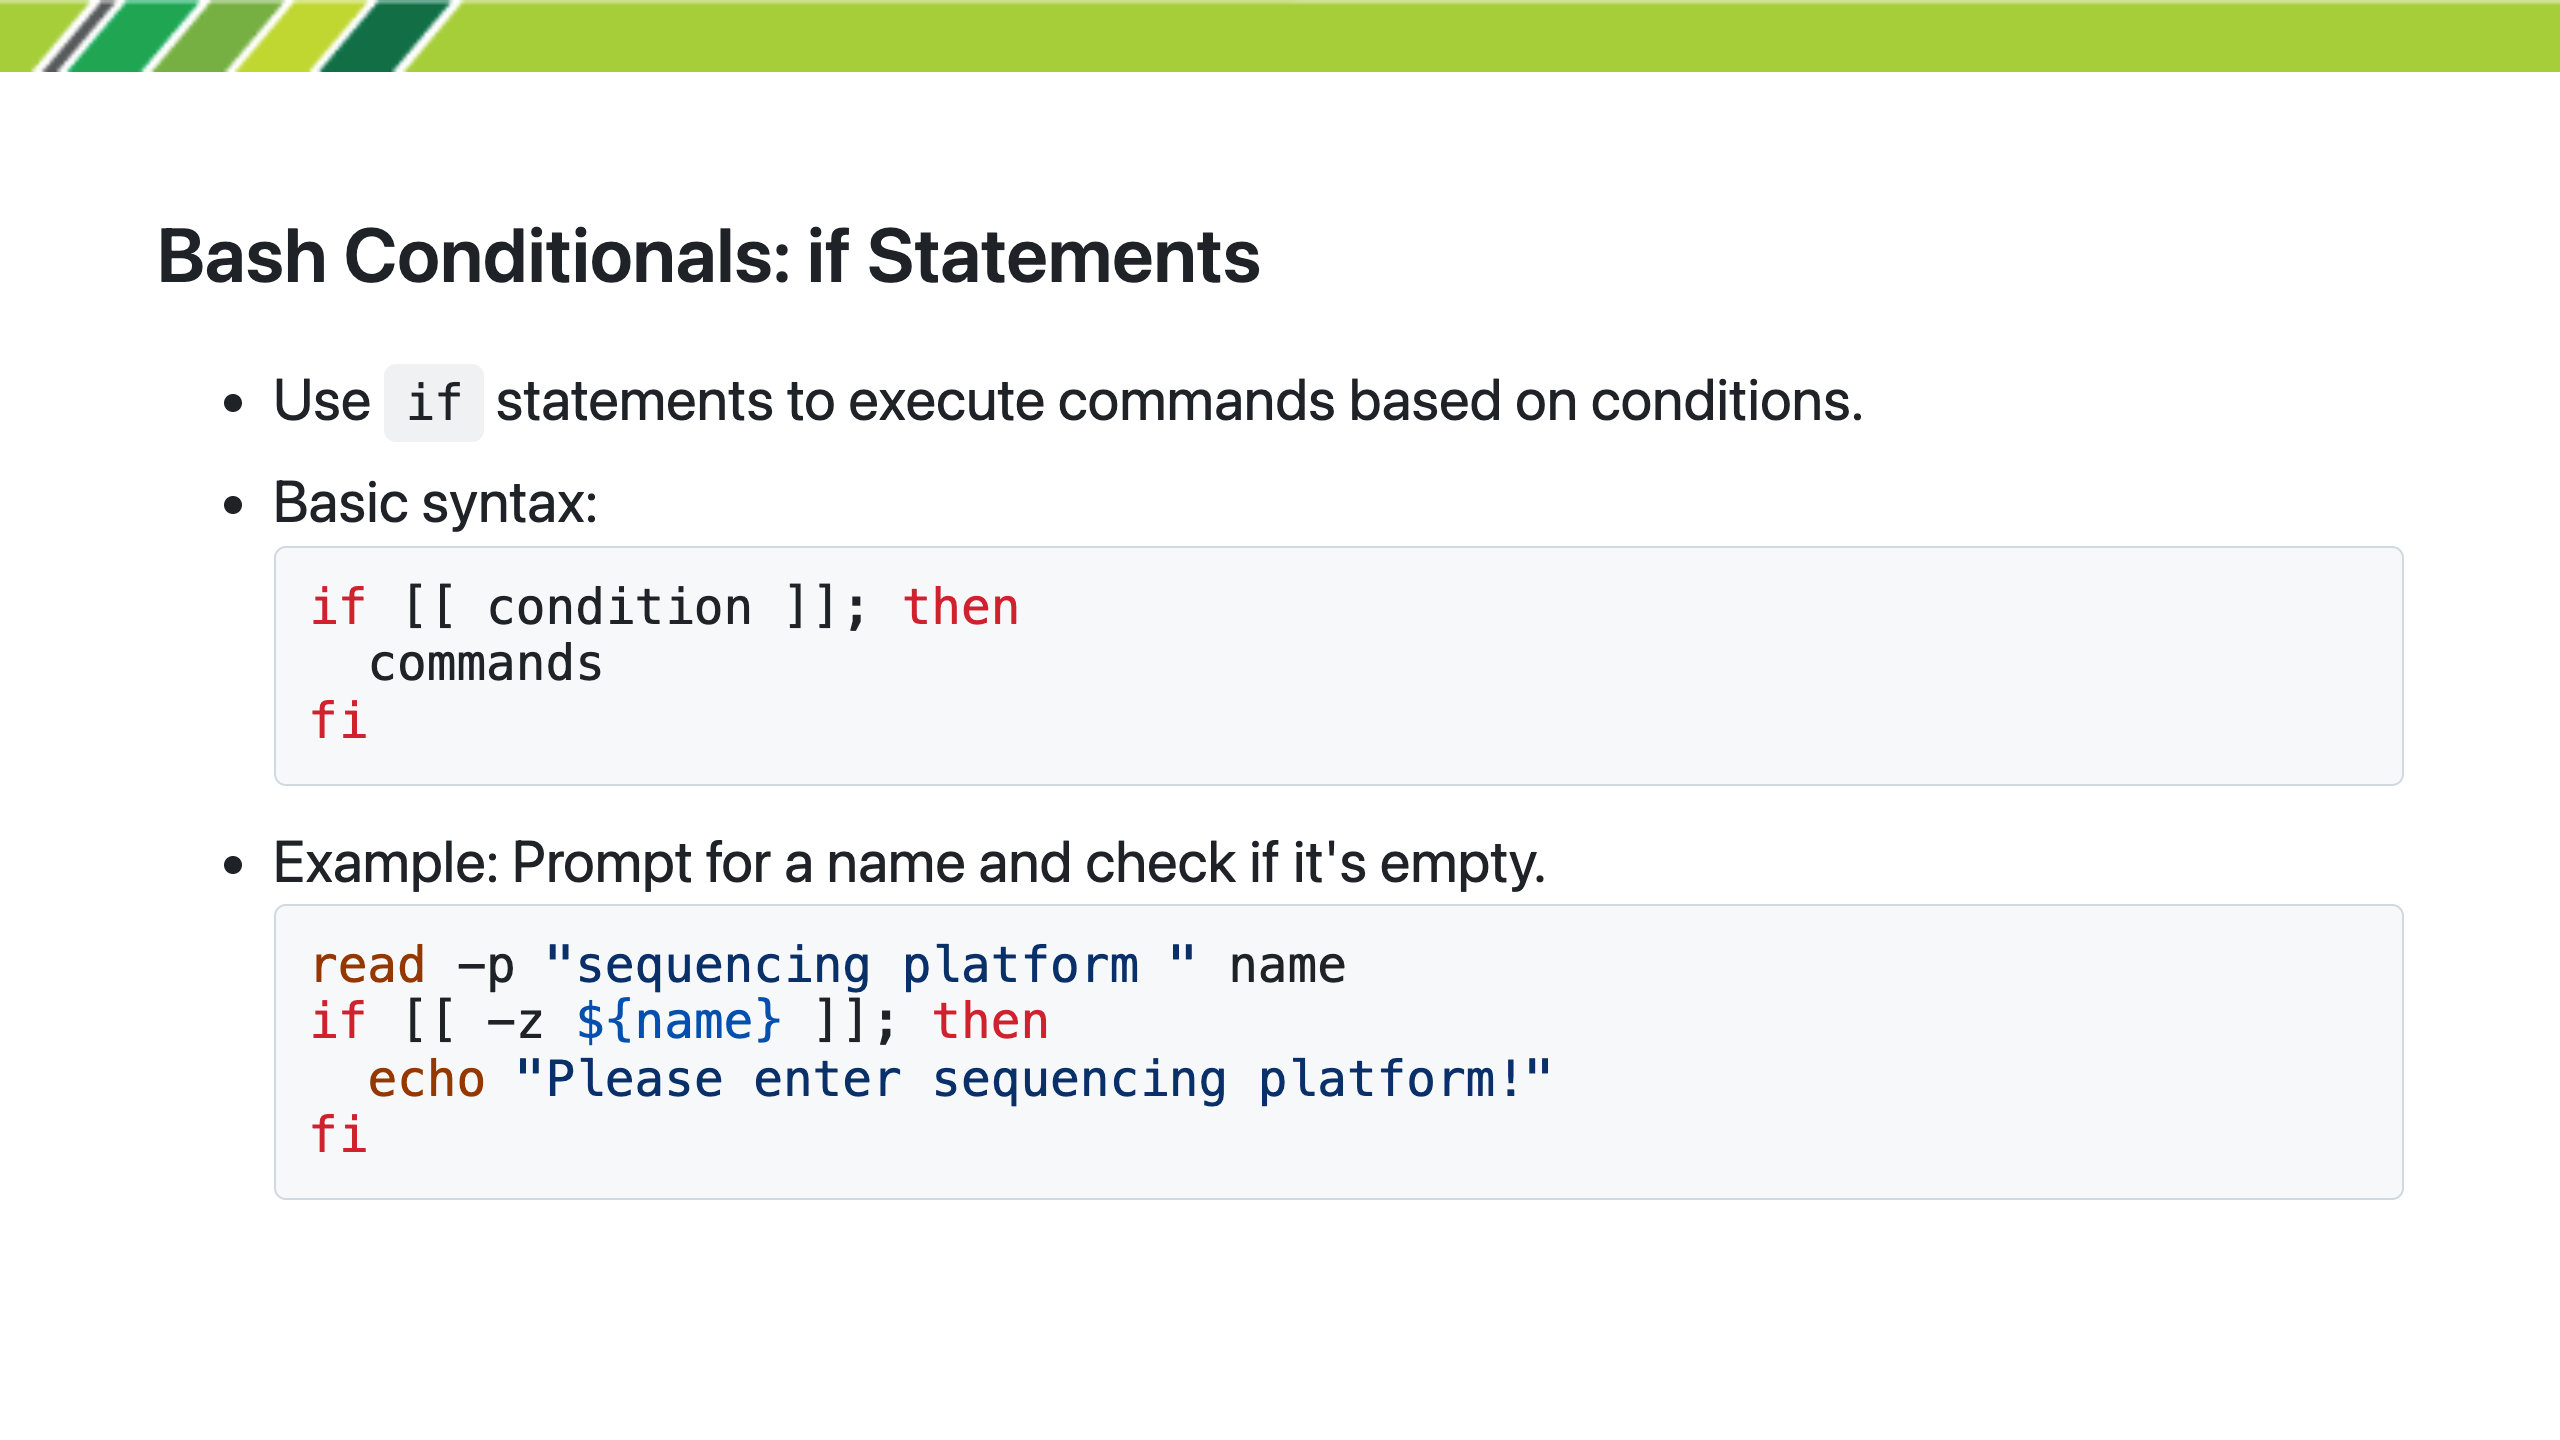 Bash Conditionals: if Statements
Use if statements to execute commands based on conditions.
Basic syntax:
if [[ condition ]]; then
  commands
fi
Example: Prompt for a name and check if it's empty.
read -p "sequencing platform " name
if [[ -z ${name} ]]; then
  echo "Please enter sequencing platform!"
fi